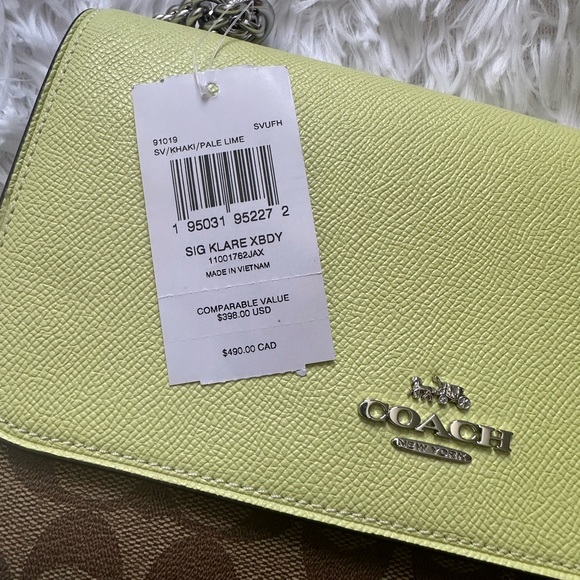 91019 SVUFH
SV/KHAKI/PALE LIME
1 95031 95227 2
SIG KLARE XBDY
11001762JAX
MADE IN VIETNAM
COMPARABLE VALUE
$398.00 USD
$490.00 CAD
COACH
NEW YORK